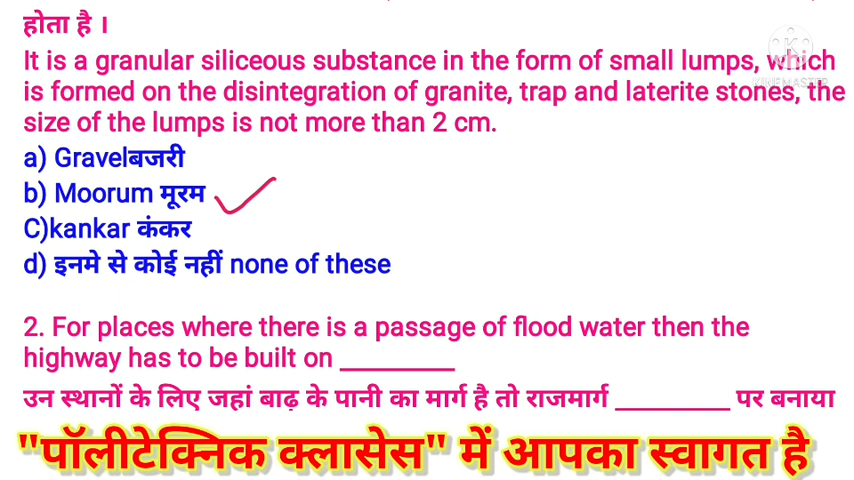 होता है ।
It is a granular siliceous substance in the form of small lumps, which
is formed on the disintegration of granite, trap and laterite stones, the
size of the lumps is not more than 2 cm.
a) Gravelबजरी
b) Moorum मूरम
C)kankar कंकर
d) इनमे से कोई नहीं none of these
2. For places where there is a passage of flood water then the
highway has to be built on _________
उन स्थानों के लिए जहां बाढ़ के पानी का मार्ग है तो राजमार्ग _________ पर बनाया
"पॉलीटेक्निक क्लासेस" में आपका स्वागत है
KINEMASTER